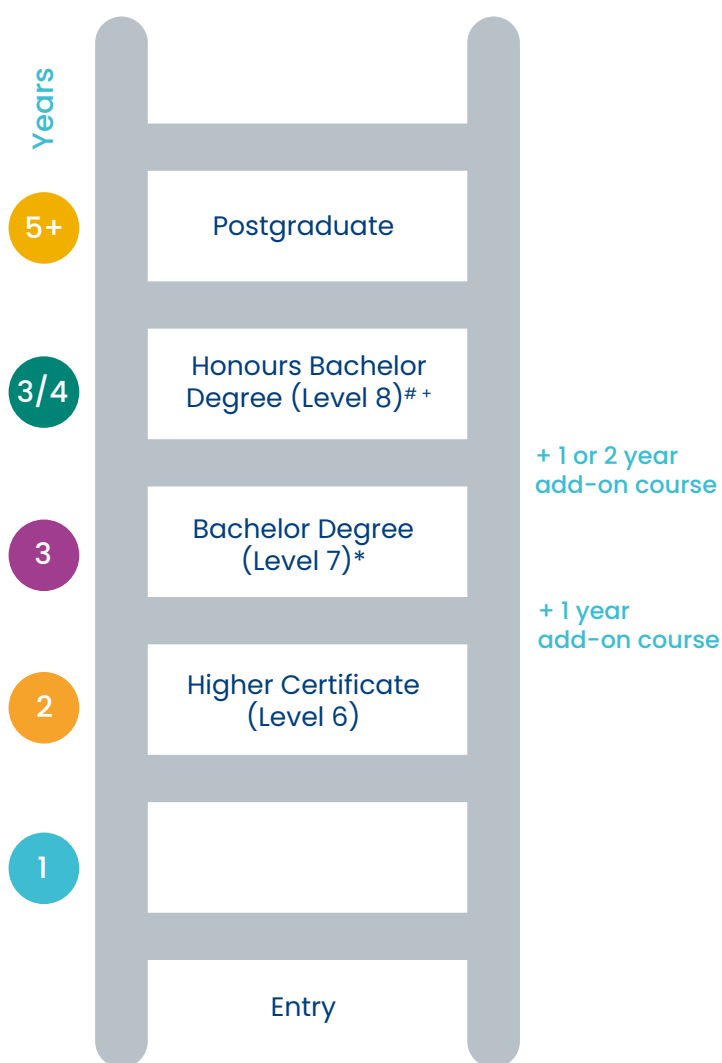 Years
5+
Postgraduate
3/4
Honours Bachelor
Degree (Level 8)# +
+ 1 or 2 year
add-on course
3
Bachelor Degree
(Level 7)*
+ 1 year
add-on course
2
Higher Certificate
(Level 6)
1
Entry